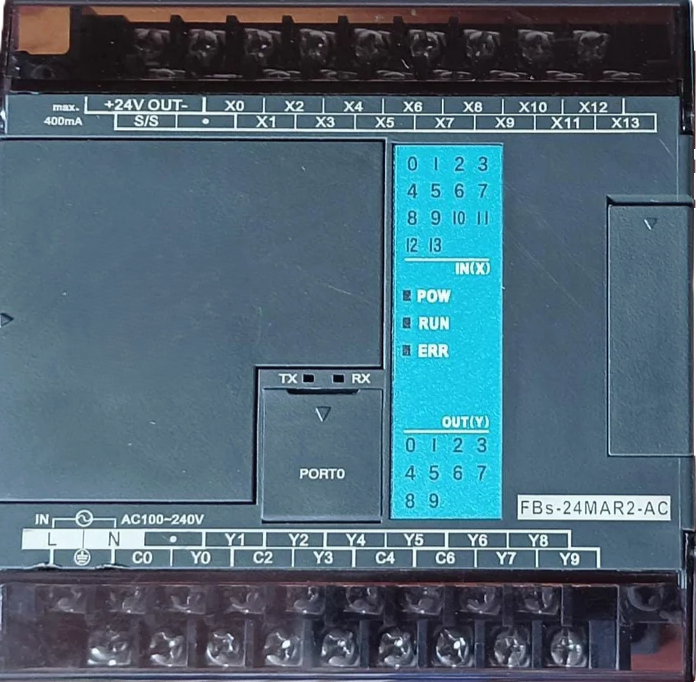 max. +24V OUT- X0 X2 X4 X6 X8 X10 X12
400mA S/S • X1 X3 X5 X7 X9 X11 X13
0 1 2 3
4 5 6 7
8 9 10 11
12 13
IN(X)
POW
RUN
ERR
TX RX
PORT0
OUT(Y)
0 1 2 3
4 5 6 7
8 9
FBs-24MAR2-AC
IN AC100~240V
L N • Y1 Y2 Y4 Y5 Y6 Y8
C0 Y0 C2 Y3 C4 C6 Y7 Y9